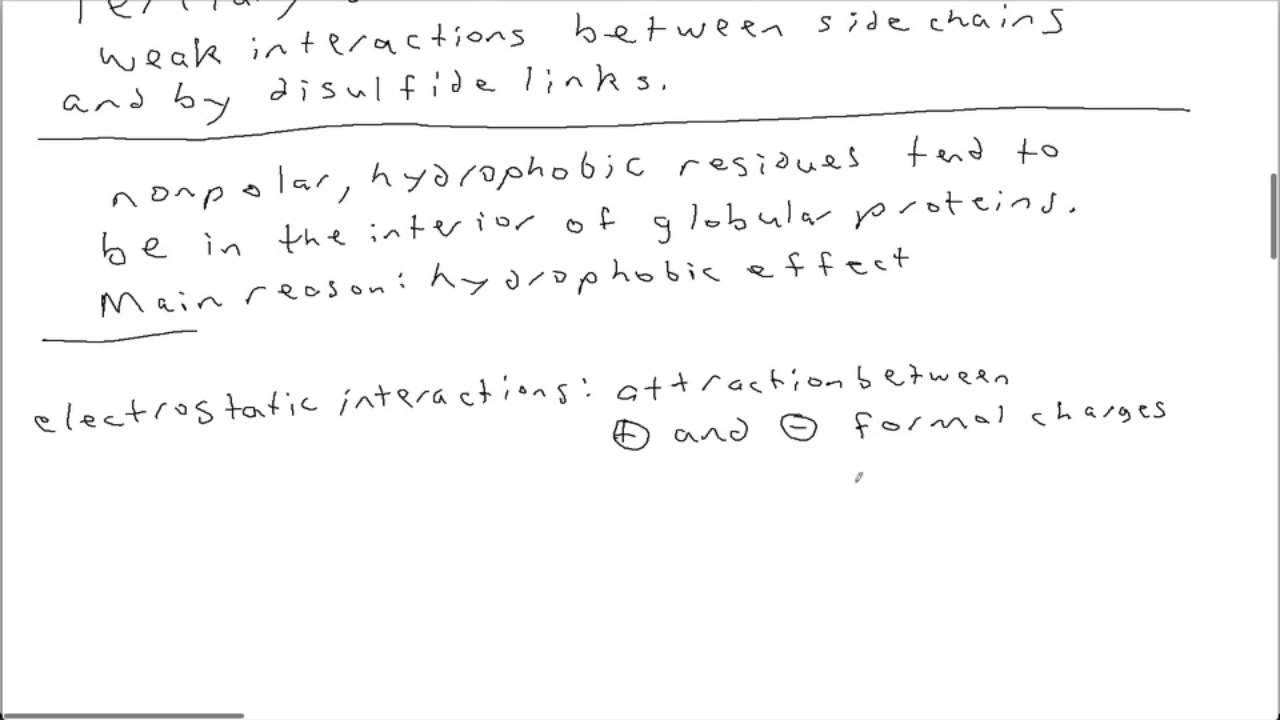 weak interactions between side chains
and by disulfide links.
nonpolar, hydrophobic residues tend to
be in the interior of globular proteins.
Main reason: hydrophobic effect
electrostatic interactions: attraction between
⊕ and ⊖ formal charges